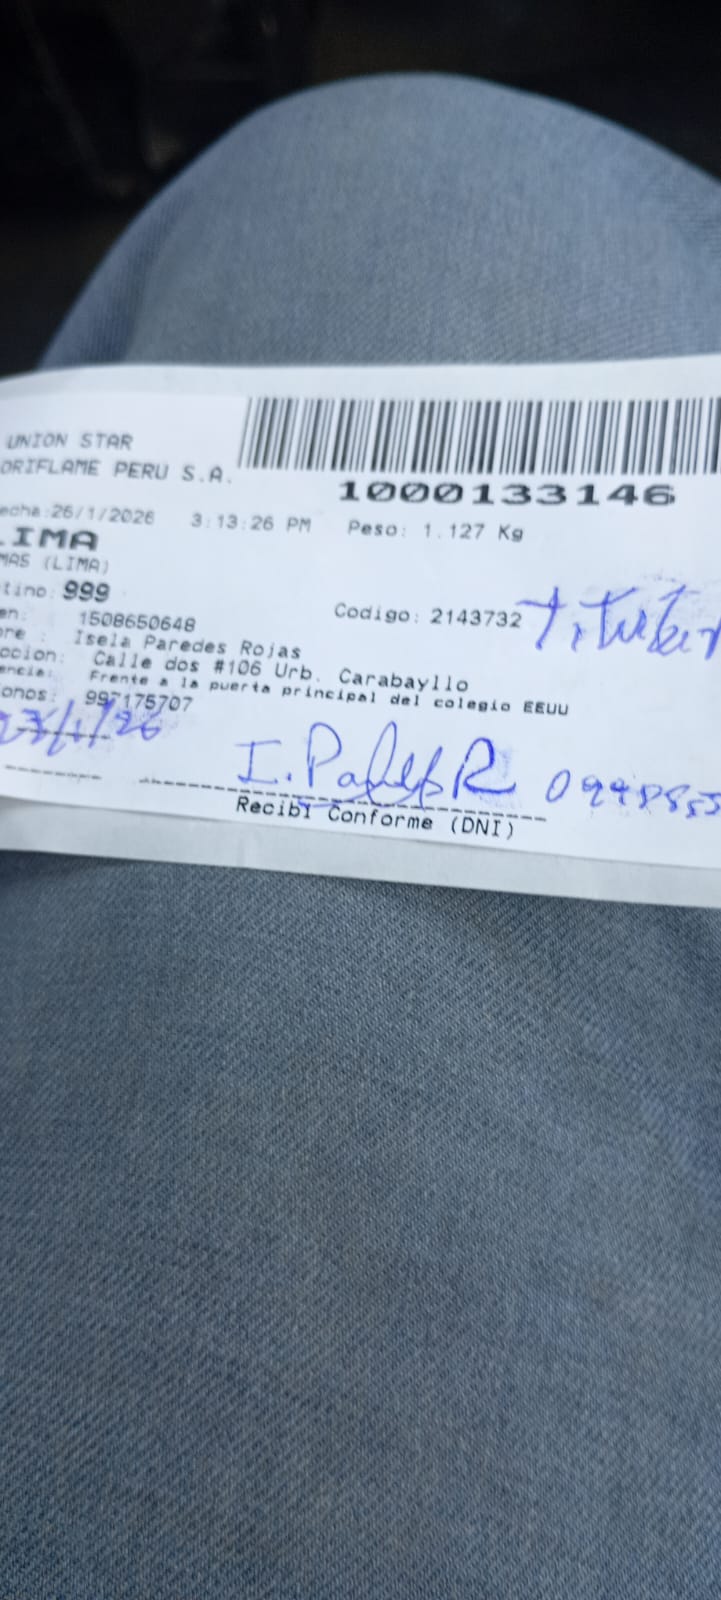 UNION STAR
ORIFLAME PERU S.A.
1000133146
echa:26/1/2026 3:13:26 PM Peso: 1.127 Kg
LIMA
MAS (LIMA)
tino: 999
en: 1508650648 Codigo: 2143732 Titular
bre : Isela Paredes Rojas
ccion: Calle dos #106 Urb. Carabayllo
encia: Frente a la puerta principal del colegio EEUU
onos: 997175707
I. Paredes R
Recibí Conforme (DNI)